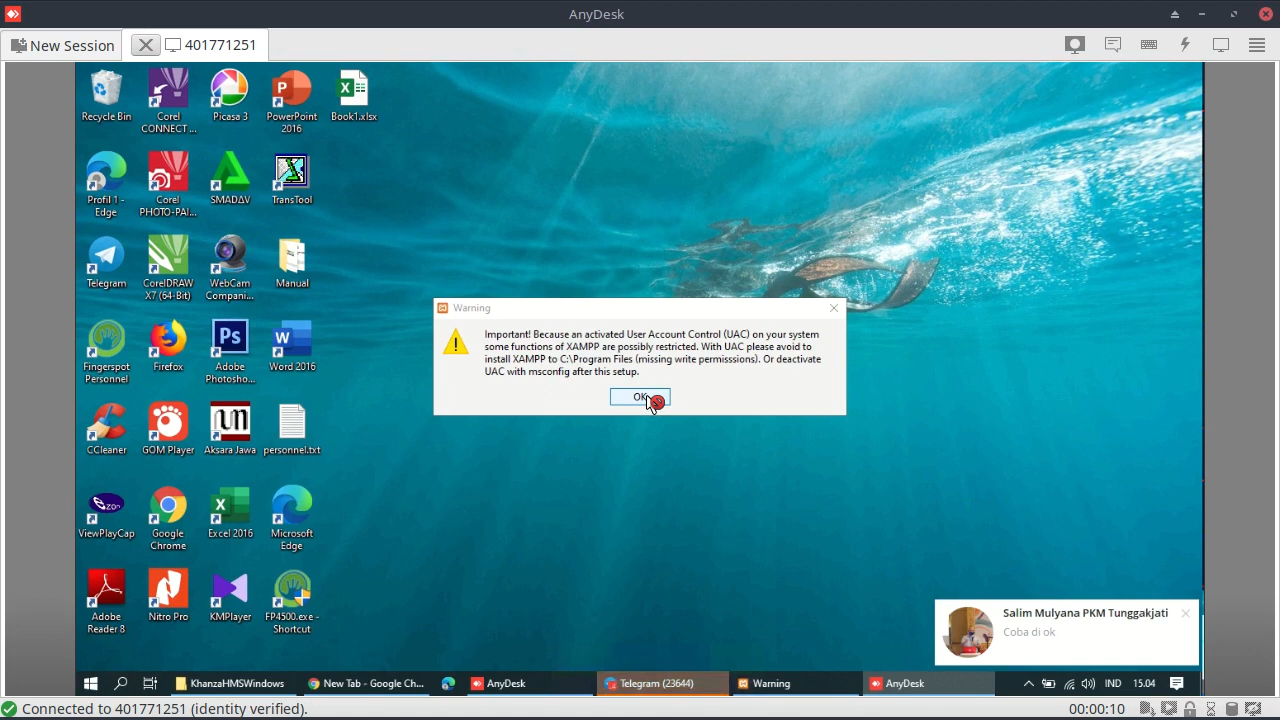 AnyDesk
New Session
401771251
Recycle Bin
Corel
CONNECT ...
Picasa 3
PowerPoint
2016
Book1.xlsx
Profil 1 -
Edge
Corel
PHOTO-PAI...
SMADAV
TransTool
Telegram
CorelDRAW
X7 (64-Bit)
WebCam
Compani...
Manual
Fingerspot
Personnel
Firefox
Adobe
Photosho...
Word 2016
CCleaner
GOM Player
Aksara Jawa
personnel.txt
ViewPlayCap
Google
Chrome
Excel 2016
Microsoft
Edge
Adobe
Reader 8
Nitro Pro
KMPlayer
FP4500.exe -
Shortcut
Warning
Important! Because an activated User Account Control (UAC) on your system
some functions of XAMPP are possibly restricted. With UAC please avoid to
install XAMPP to C:\Program Files (missing write permisssions). Or deactivate
UAC with msconfig after this setup.
OK
Salim Mulyana PKM Tunggakjati
Coba di ok
KhanzaHMSWindows
New Tab - Google Ch...
AnyDesk
Telegram (23644)
Warning
AnyDesk
IND
15.04
Connected to 401771251 (identity verified).
00:00:10